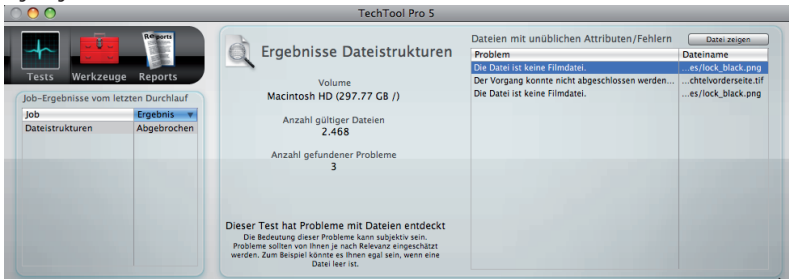 TechTool Pro 5
Reports
Tests Werkzeuge Reports
Job-Ergebnisse vom letzten Durchlauf
Job Ergebnis
Dateistrukturen Abgebrochen
Ergebnisse Dateistrukturen
Volume
Macintosh HD (297.77 GB /)
Anzahl gültiger Dateien
2.468
Anzahl gefundener Probleme
3
Dieser Test hat Probleme mit Dateien entdeckt
Die Bedeutung dieser Probleme kann subjektiv sein.
Probleme sollten von Ihnen je nach Relevanz eingeschätzt
werden. Zum Beispiel könnte es Ihnen egal sein, wenn eine
Datei leer ist.
Dateien mit unüblichen Attributen/Fehlern Datei zeigen
Problem Dateiname
Die Datei ist keine Filmdatei. ...es/lock_black.png
Der Vorgang konnte nicht abgeschlossen werden... ...chtelvorderseite.tif
Die Datei ist keine Filmdatei. ...es/lock_black.png